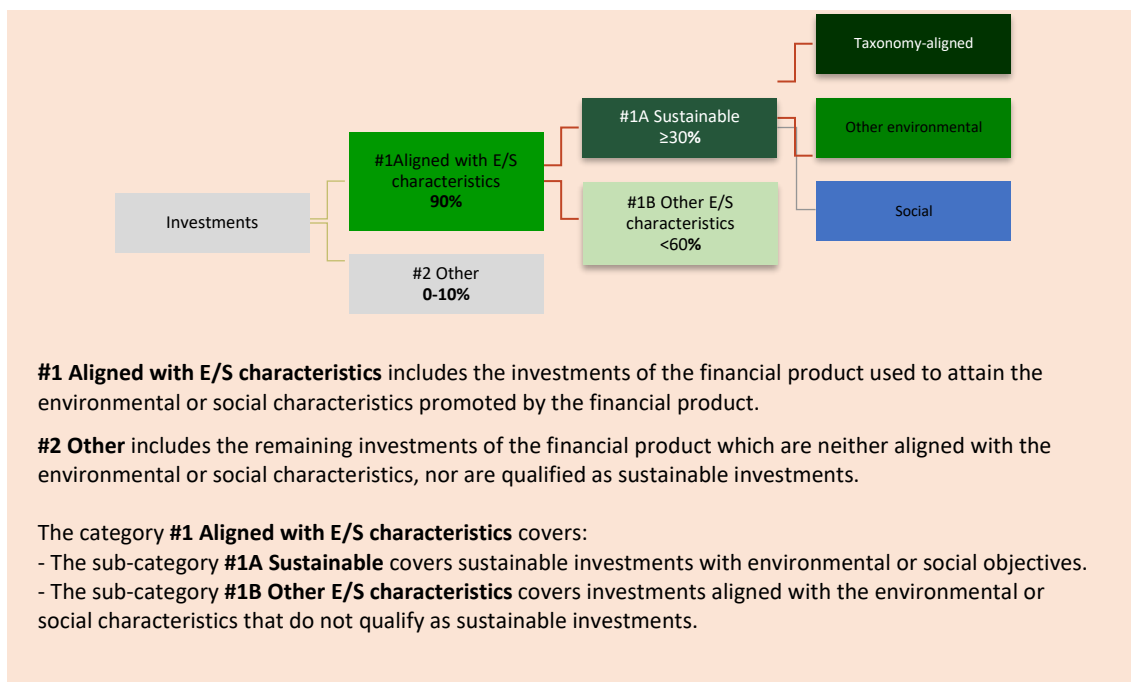 Taxonomy-aligned
#1A Sustainable
≥30%
Other environmental
#1Aligned with E/S
characteristics
90%
#1B Other E/S
characteristics
<60%
Social
Investments
#2 Other
0-10%
#1 Aligned with E/S characteristics includes the investments of the financial product used to attain the
environmental or social characteristics promoted by the financial product.
#2 Other includes the remaining investments of the financial product which are neither aligned with the
environmental or social characteristics, nor are qualified as sustainable investments.
The category #1 Aligned with E/S characteristics covers:
- The sub-category #1A Sustainable covers sustainable investments with environmental or social objectives.
- The sub-category #1B Other E/S characteristics covers investments aligned with the environmental or
social characteristics that do not qualify as sustainable investments.